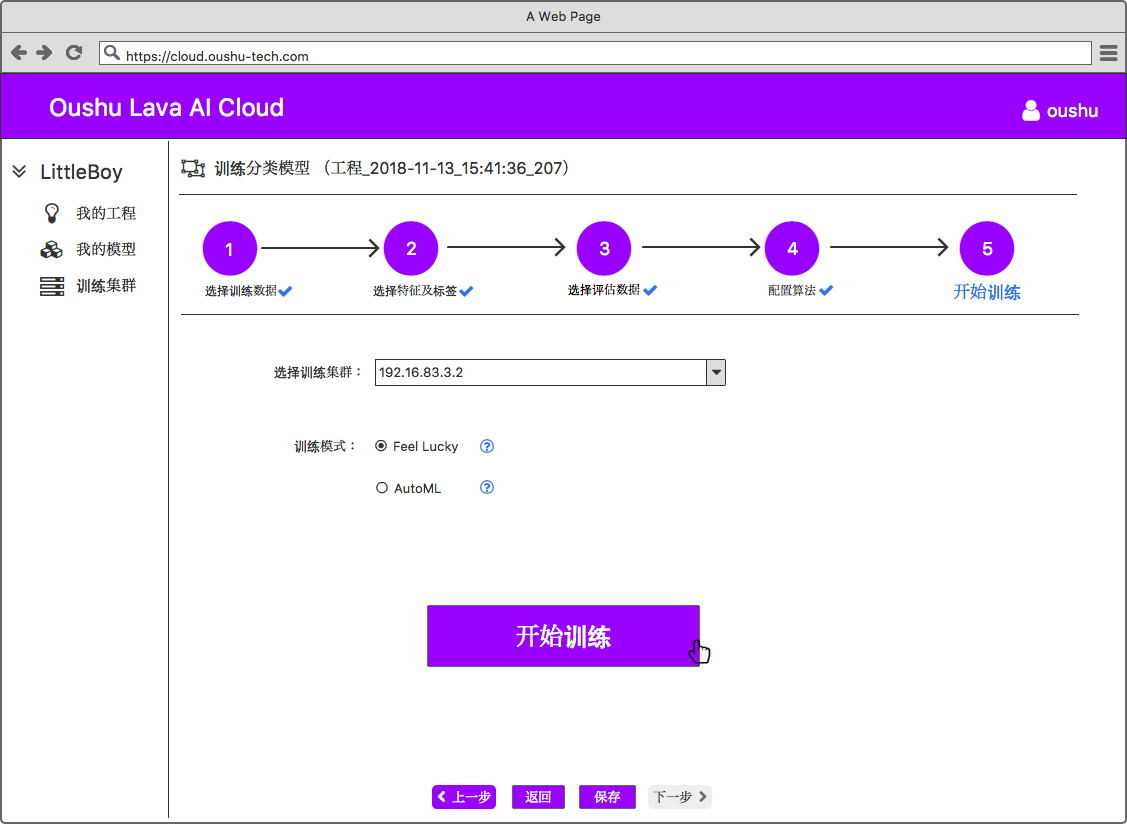 A Web Page
https://cloud.oushu-tech.com
Oushu Lava AI Cloud
oushu
LittleBoy
我的工程
我的模型
训练集群
训练分类模型 （工程_2018-11-13_15:41:36_207）
1
2
3
4
5
选择训练数据
选择特征及标签
选择评估数据
配置算法
开始训练
选择训练集群：
192.16.83.3.2
训练模式：
Feel Lucky
?
AutoML
?
开始训练
上一步
返回
保存
下一步